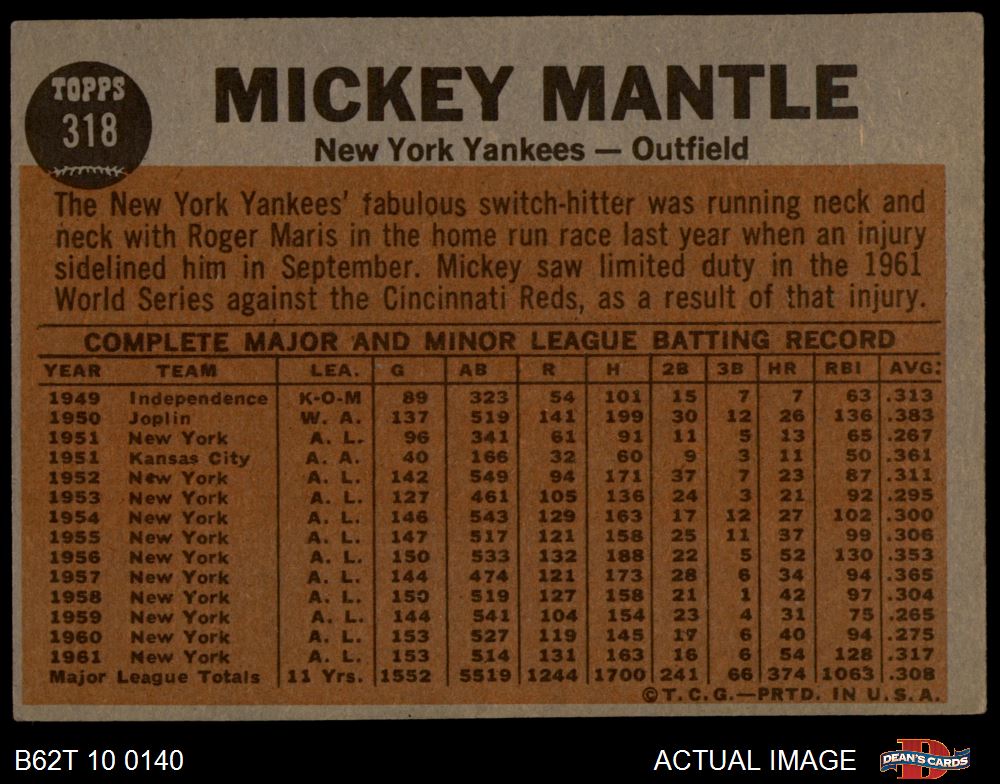 TOPPS
318
MICKEY MANTLE
New York Yankees — Outfield
The New York Yankees' fabulous switch-hitter was running neck and
neck with Roger Maris in the home run race last year when an injury
sidelined him in September. Mickey saw limited duty in the 1961
World Series against the Cincinnati Reds, as a result of that injury.
COMPLETE MAJOR AND MINOR LEAGUE BATTING RECORD
YEAR TEAM LEA. G AB R H 2B 3B HR RBI AVG.
1949 Independence K-O-M 89 323 54 101 15 7 7 63 .313
1950 Joplin W. A. 137 519 141 199 30 12 26 136 .383
1951 New York A. L. 96 341 61 91 11 5 13 65 .267
1951 Kansas City A. A. 40 166 32 60 9 3 11 50 .361
1952 New York A. L. 142 549 94 171 37 7 23 87 .311
1953 New York A. L. 127 461 105 136 24 3 21 92 .295
1954 New York A. L. 146 543 129 163 17 12 27 102 .300
1955 New York A. L. 147 517 121 158 25 11 37 99 .306
1956 New York A. L. 150 533 132 188 22 5 52 130 .353
1957 New York A. L. 144 474 121 173 28 6 34 94 .365
1958 New York A. L. 150 519 127 158 21 1 42 97 .304
1959 New York A. L. 144 541 104 154 23 4 31 75 .265
1960 New York A. L. 153 527 119 145 17 6 40 94 .275
1961 New York A. L. 153 514 131 163 16 6 54 128 .317
Major League Totals 11 Yrs. 1552 5519 1244 1700 241 66 374 1063 .308
©T.C.G.—PRTD. IN U.S.A.
B62T 10 0140
ACTUAL IMAGE
DEAN'S CARDS